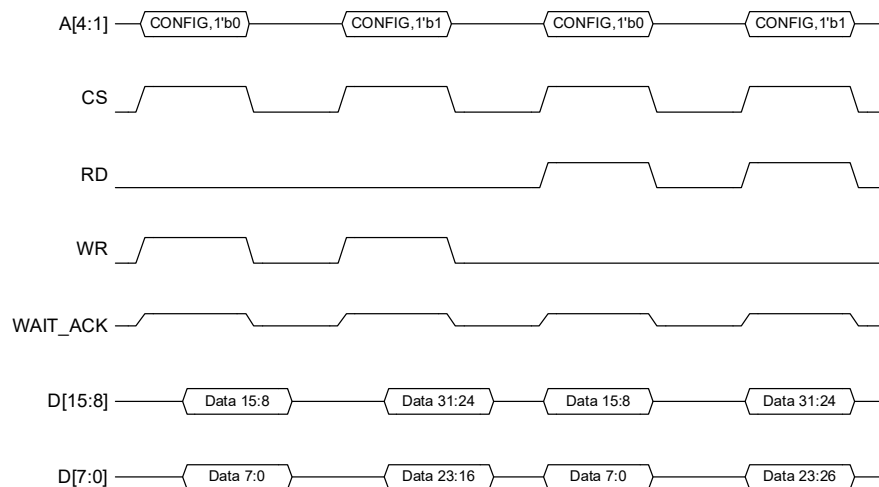 A[4:1] CONFIG,1'b0 CONFIG,1'b1 CONFIG,1'b0 CONFIG,1'b1
CS
RD
WR
WAIT_ACK
D[15:8] Data 15:8 Data 31:24 Data 15:8 Data 31:24
D[7:0] Data 7:0 Data 23:16 Data 7:0 Data 23:26